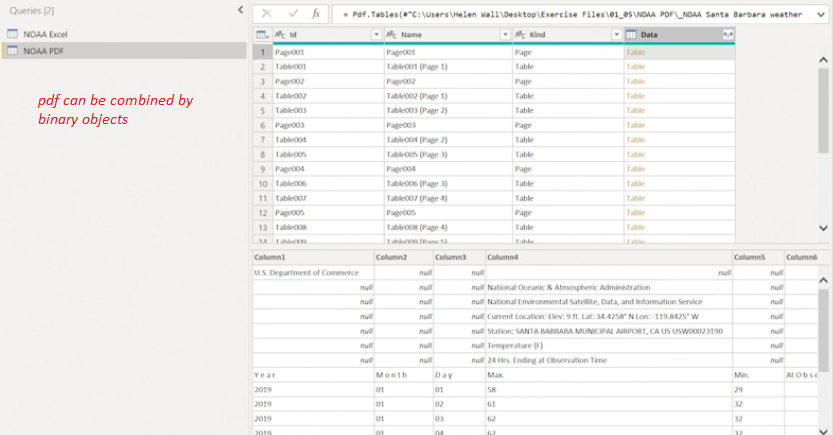 Queries [2]
NOAA Excel
NOAA PDF
pdf can be combined by
binary objects
fx = Pdf.Tables(#"C:\Users\Helen Wall\Desktop\Exercise Files\01_05\NOAA PDF\_NOAA Santa Barbara weather
Id Name Kind Data
1 Page001 Page001 Page Table
2 Table001 Table001 (Page 1) Table Table
3 Page002 Page002 Page Table
4 Table002 Table002 (Page 1) Table Table
5 Table003 Table003 (Page 2) Table Table
6 Page003 Page003 Page Table
7 Table004 Table004 (Page 2) Table Table
8 Table005 Table005 (Page 3) Table Table
9 Page004 Page004 Page Table
10 Table006 Table006 (Page 3) Table Table
11 Table007 Table007 (Page 4) Table Table
12 Page005 Page005 Page Table
13 Table008 Table008 (Page 4) Table Table
14 Table009 Table009 (Page 5) Table Table
Column1 Column2 Column3 Column4 Column5 Column6
U.S. Department of Commerce null null null null
null null null National Oceanic & Atmospheric Administration null
null null null National Environmental Satellite, Data, and Information Service null
null null null Current Location: Elev: 9 ft. Lat: 34.4258° N Lon: -119.8425° W null
null null null Station: SANTA BARBARA MUNICIPAL AIRPORT, CA US USW00023190 null
null null null Temperature (F) null
null null null 24 Hrs. Ending at Observation Time null
Y e a r M o n t h D a y Max. Min. At O b s e
2019 01 01 58 29
2019 01 02 61 32
2019 01 03 62 32
2019 01 04 62 33